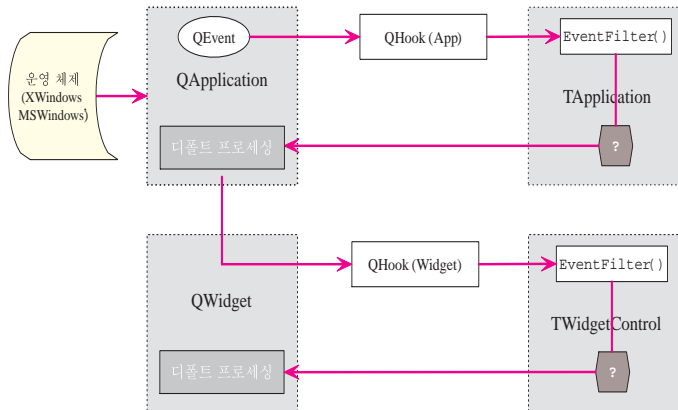 QEvent
QHook (App)
EventFilter()
운영 체제
(XWindows
MSWindows)
QApplication
TApplication
디폴트 프로세싱
?
QHook (Widget)
EventFilter()
QWidget
TWidgetControl
디폴트 프로세싱
?